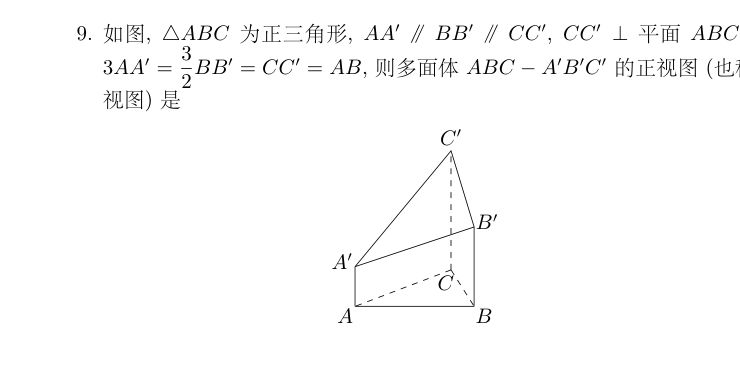 9. 如图, △ABC 为正三角形, AA′ ∥ BB′ ∥ CC′, CC′ ⊥ 平面 ABC
3AA′ = \frac{3}{2}BB′ = CC′ = AB, 则多面体 ABC − A′B′C′ 的正视图 (也
视图) 是
C′
B′
A′
C
A
B